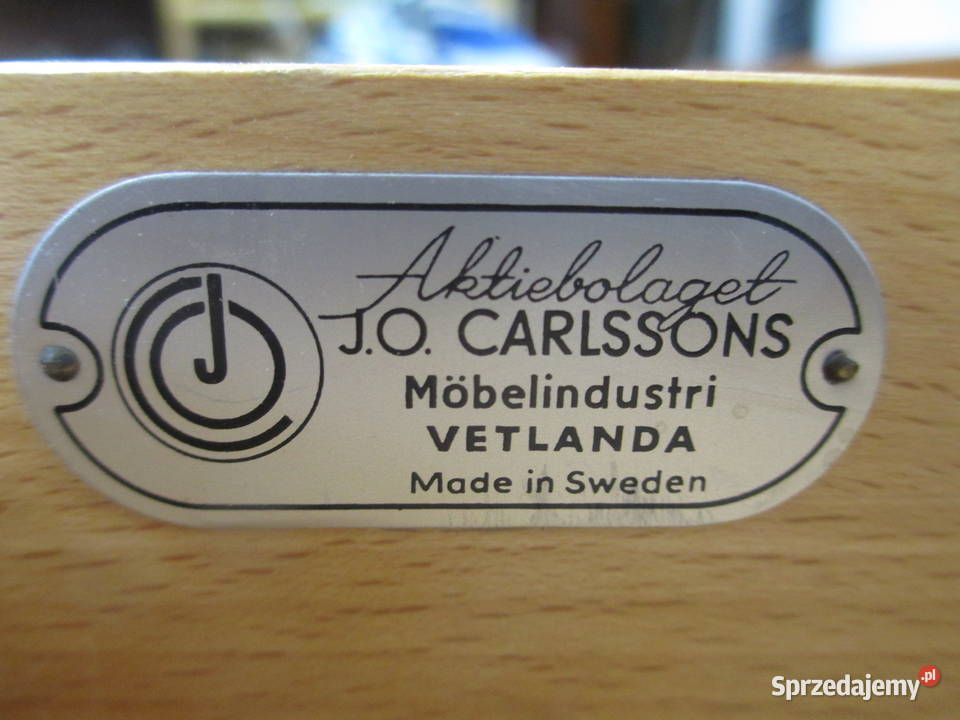 Aktiebolaget
J.O. CARLSSONS
Möbelindustri
VETLANDA
Made in Sweden
Sprzedajemy.pl